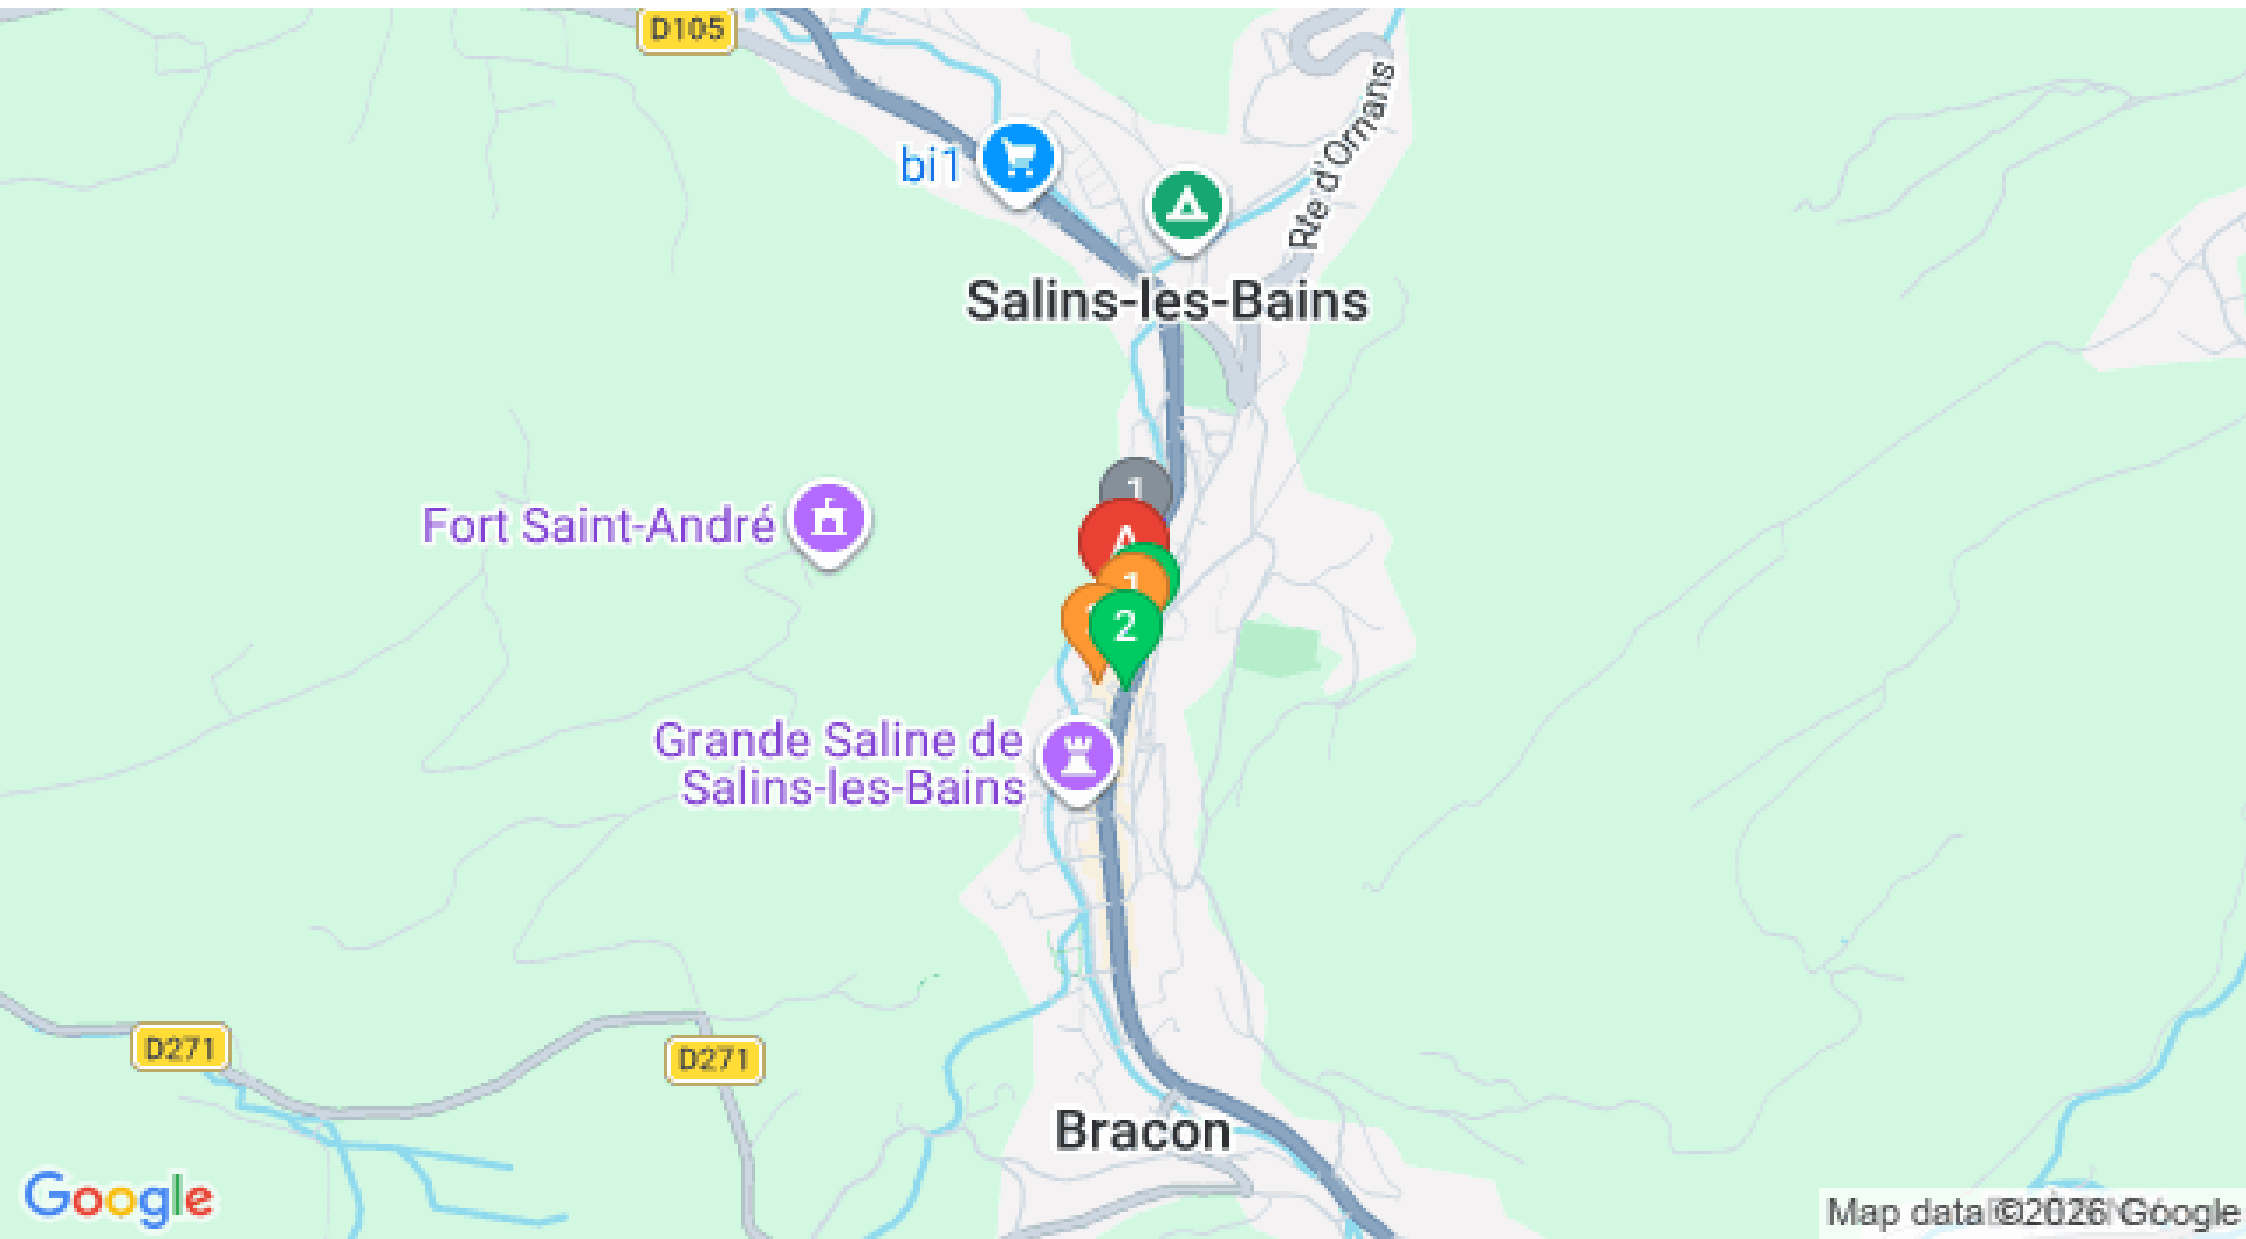 D105
bi1
Rte d'Ornans
Salins-les-Bains
1
A
Fort Saint-André
1
2
Grande Saline de
Salins-les-Bains
D271
D271
Bracon
Google
Map data ©2026 Google